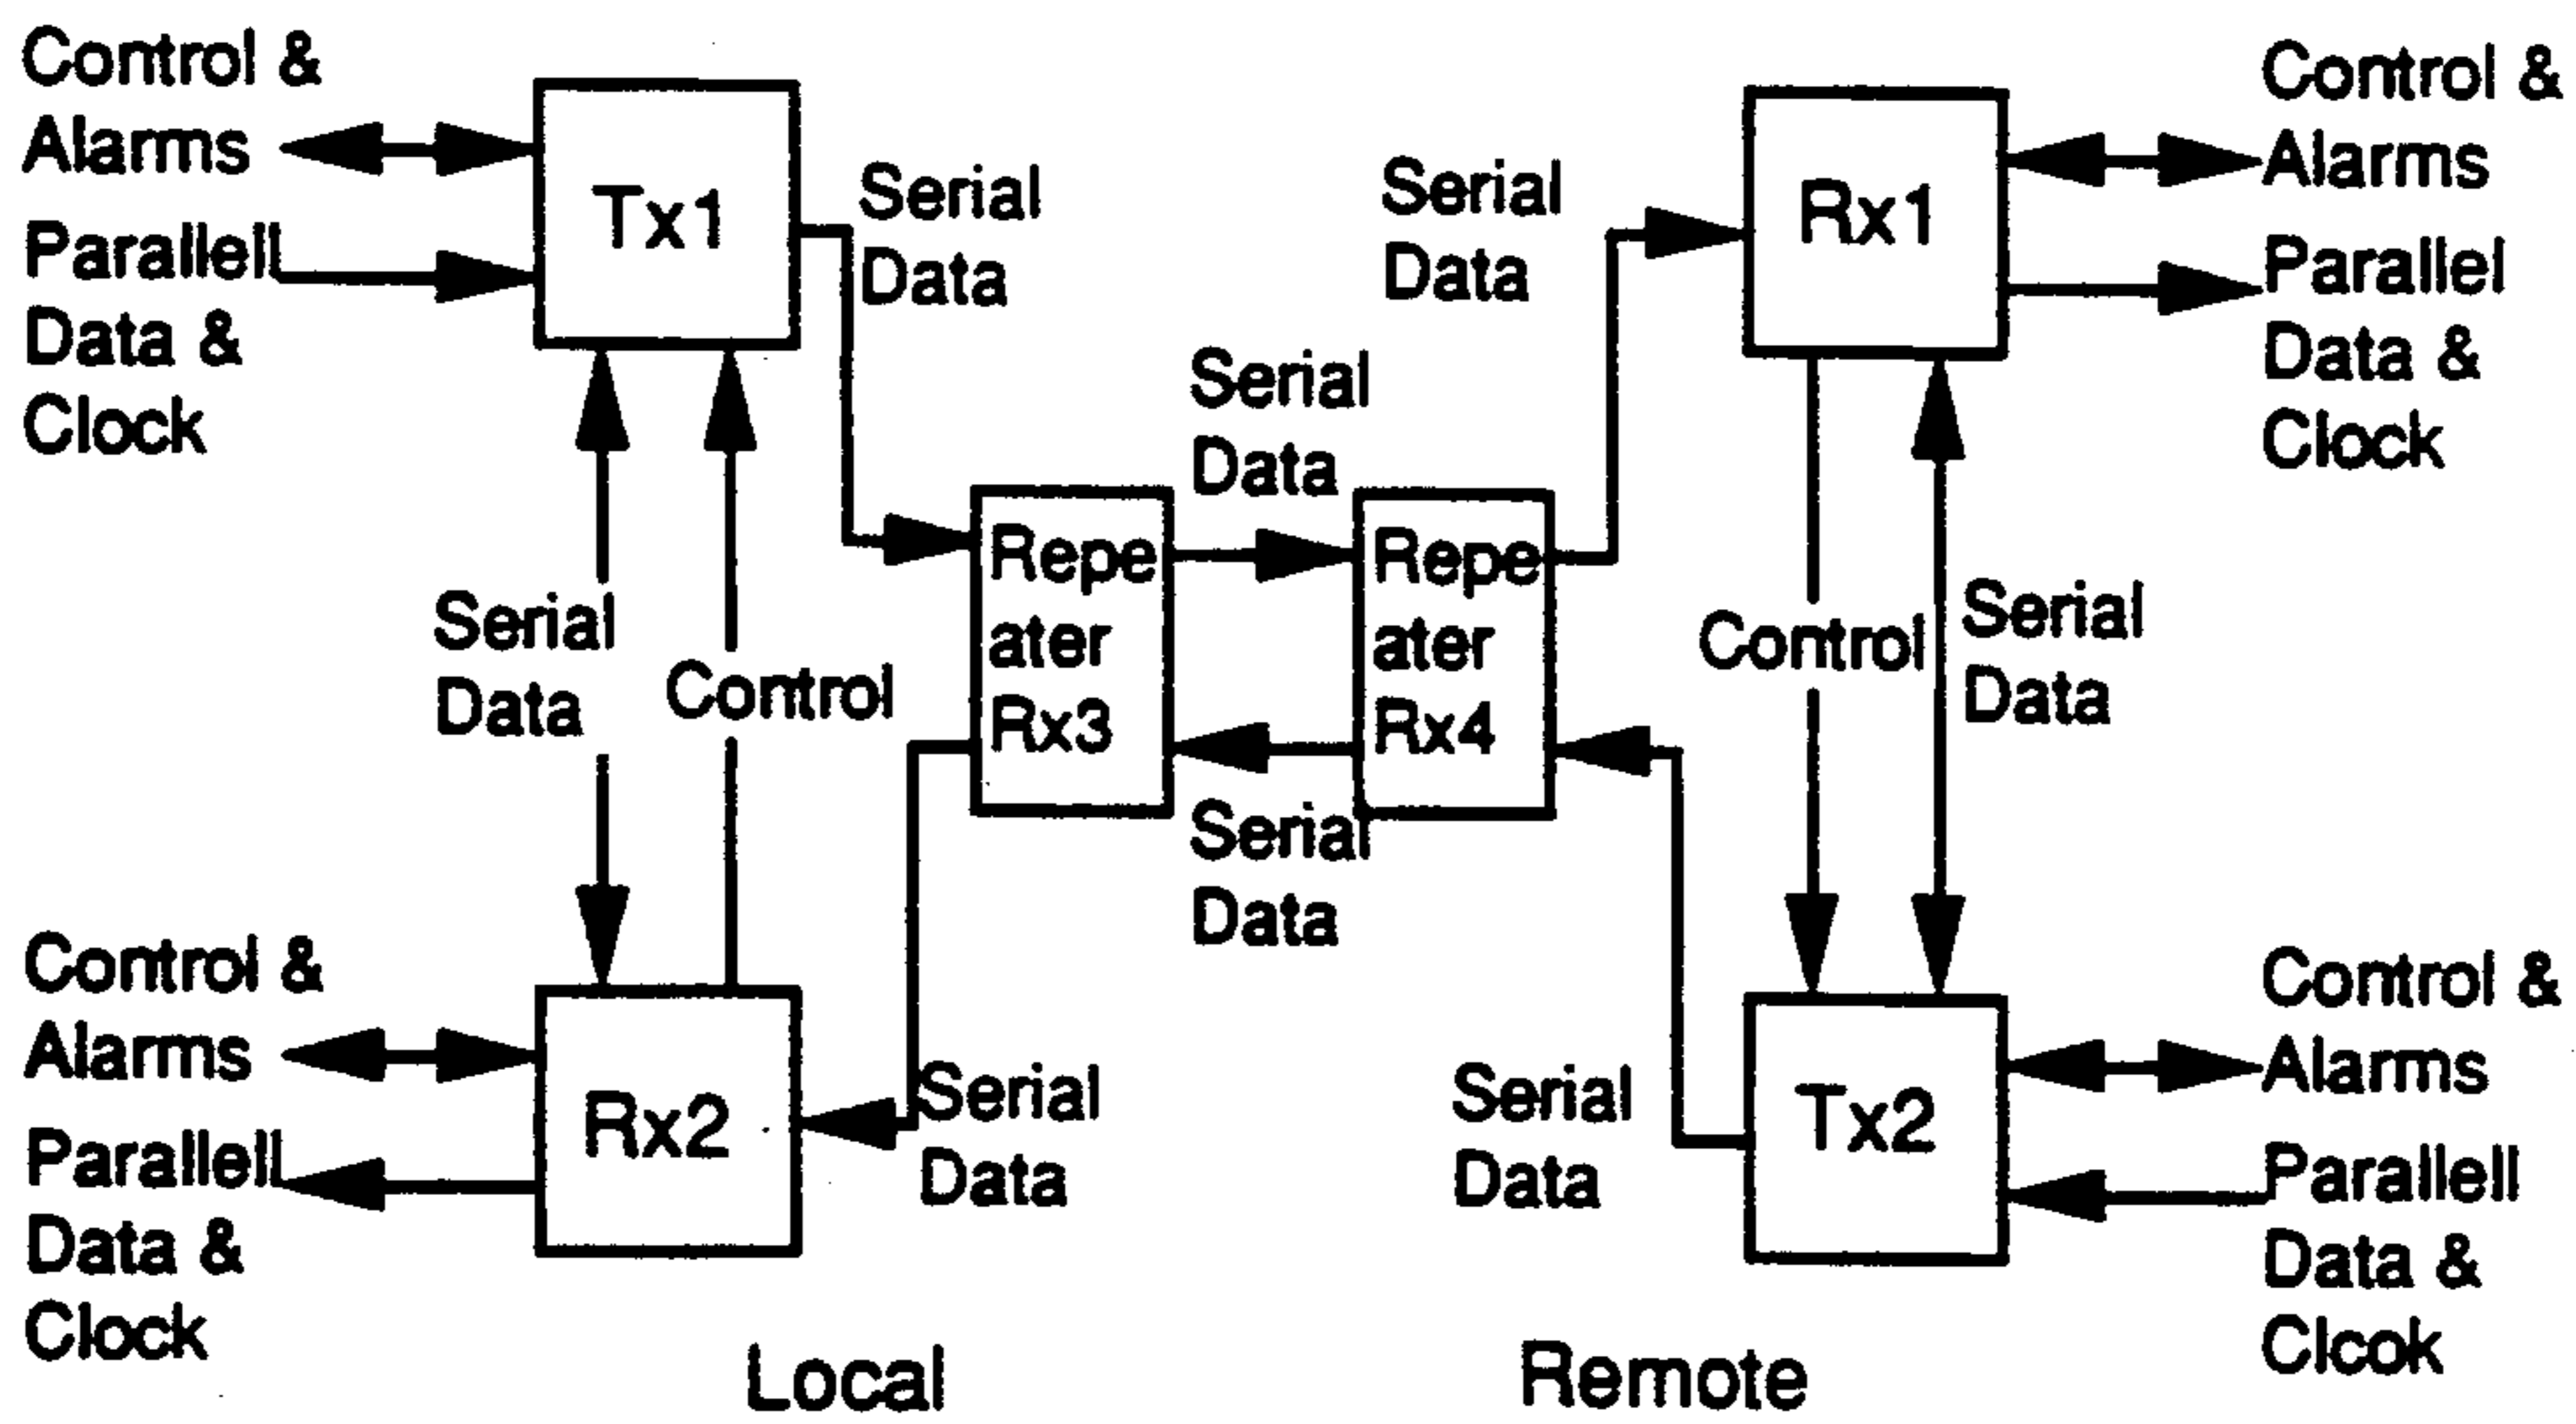 Control &
Alarms
Parallell
Data &
Clock
Tx1
Serial
Data
Serial
Data
Serial
Data
Rx1
Control &
Alarms
Parallel
Data &
Clock
Serial
Data
Control
Repe
ater
Rx3
Repe
ater
Rx4
Serial
Data
Control
Serial
Data
Control &
Alarms
Parallell
Data &
Clock
Rx2
Serial
Data
Serial
Data
Tx2
Control &
Alarms
Parallell
Data &
Clcok
Local
Remote